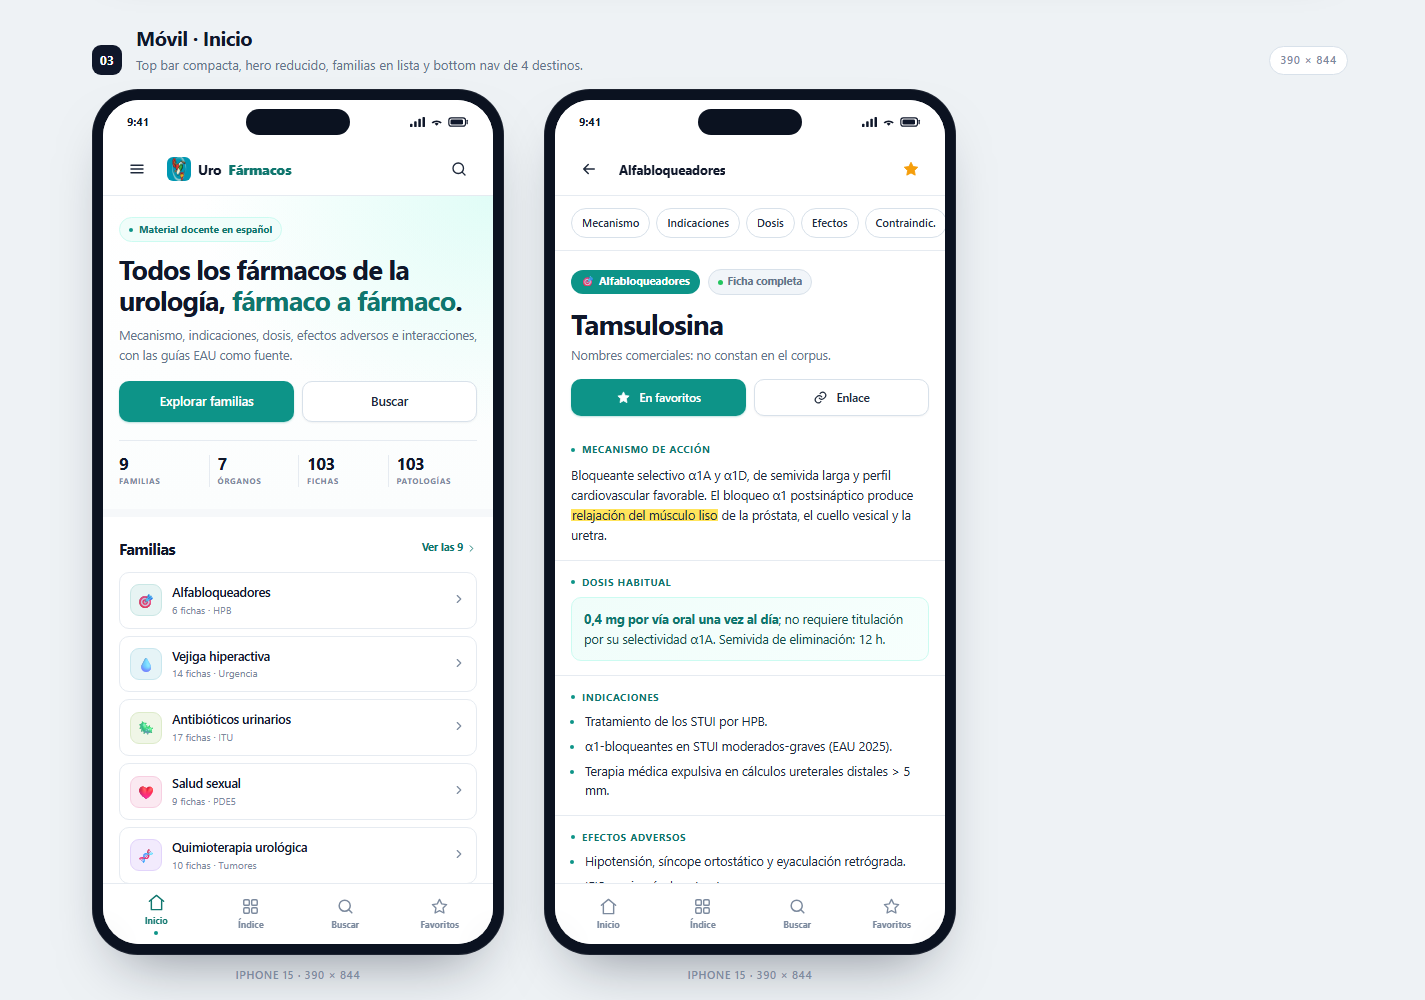 03
Móvil · Inicio
Top bar compacta, hero reducido, familias en lista y bottom nav de 4 destinos.
390 × 844
9:41
Uro Fármacos
Material docente en español
Todos los fármacos de la
urología, fármaco a fármaco.
Mecanismo, indicaciones, dosis, efectos adversos e interacciones,
con las guías EAU como fuente.
Explorar familias
Buscar
9
FAMILIAS
7
ÓRGANOS
103
FICHAS
103
PATOLOGÍAS
Familias
Ver las 9
Alfabloqueadores
6 fichas · HPB
Vejiga hiperactiva
14 fichas · Urgencia
Antibióticos urinarios
17 fichas · ITU
Salud sexual
9 fichas · PDE5
Quimioterapia urológica
10 fichas · Tumores
Inicio
Índice
Buscar
Favoritos
IPHONE 15 · 390 × 844
9:41
Alfabloqueadores
Mecanismo
Indicaciones
Dosis
Efectos
Contraindic.
Alfabloqueadores
Ficha completa
Tamsulosina
Nombres comerciales: no constan en el corpus.
En favoritos
Enlace
MECANISMO DE ACCIÓN
Bloqueante selectivo α1A y α1D, de semivida larga y perfil
cardiovascular favorable. El bloqueo α1 postsináptico produce
relajación del músculo liso de la próstata, el cuello vesical y la
uretra.
DOSIS HABITUAL
0,4 mg por vía oral una vez al día; no requiere titulación
por su selectividad α1A. Semivida de eliminación: 12 h.
INDICACIONES
Tratamiento de los STUI por HPB.
α1-bloqueantes en STUI moderados-graves (EAU 2025).
Terapia médica expulsiva en cálculos ureterales distales > 5
mm.
EFECTOS ADVERSOS
Hipotensión, síncope ortostático y eyaculación retrógrada.
Inicio
Índice
Buscar
Favoritos
IPHONE 15 · 390 × 844